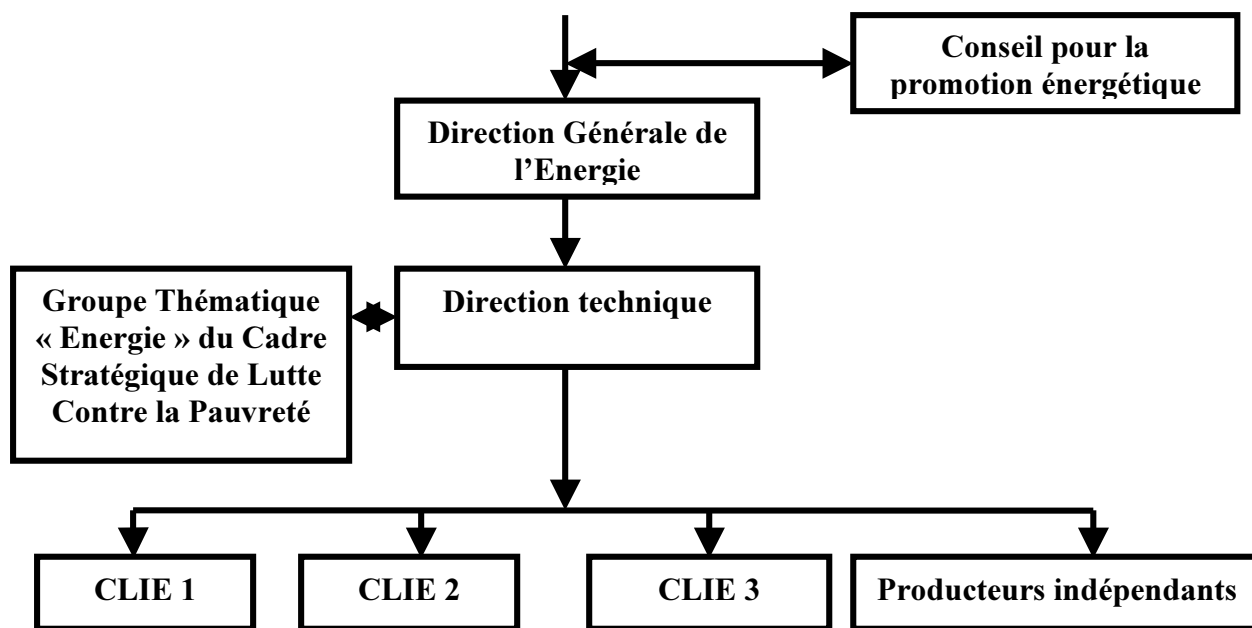 Conseil pour la
promotion énergétique
Direction Générale de
l’Energie
Groupe Thématique
« Energie » du Cadre
Stratégique de Lutte
Contre la Pauvreté
Direction technique
CLIE 1
CLIE 2
CLIE 3
Producteurs indépendants